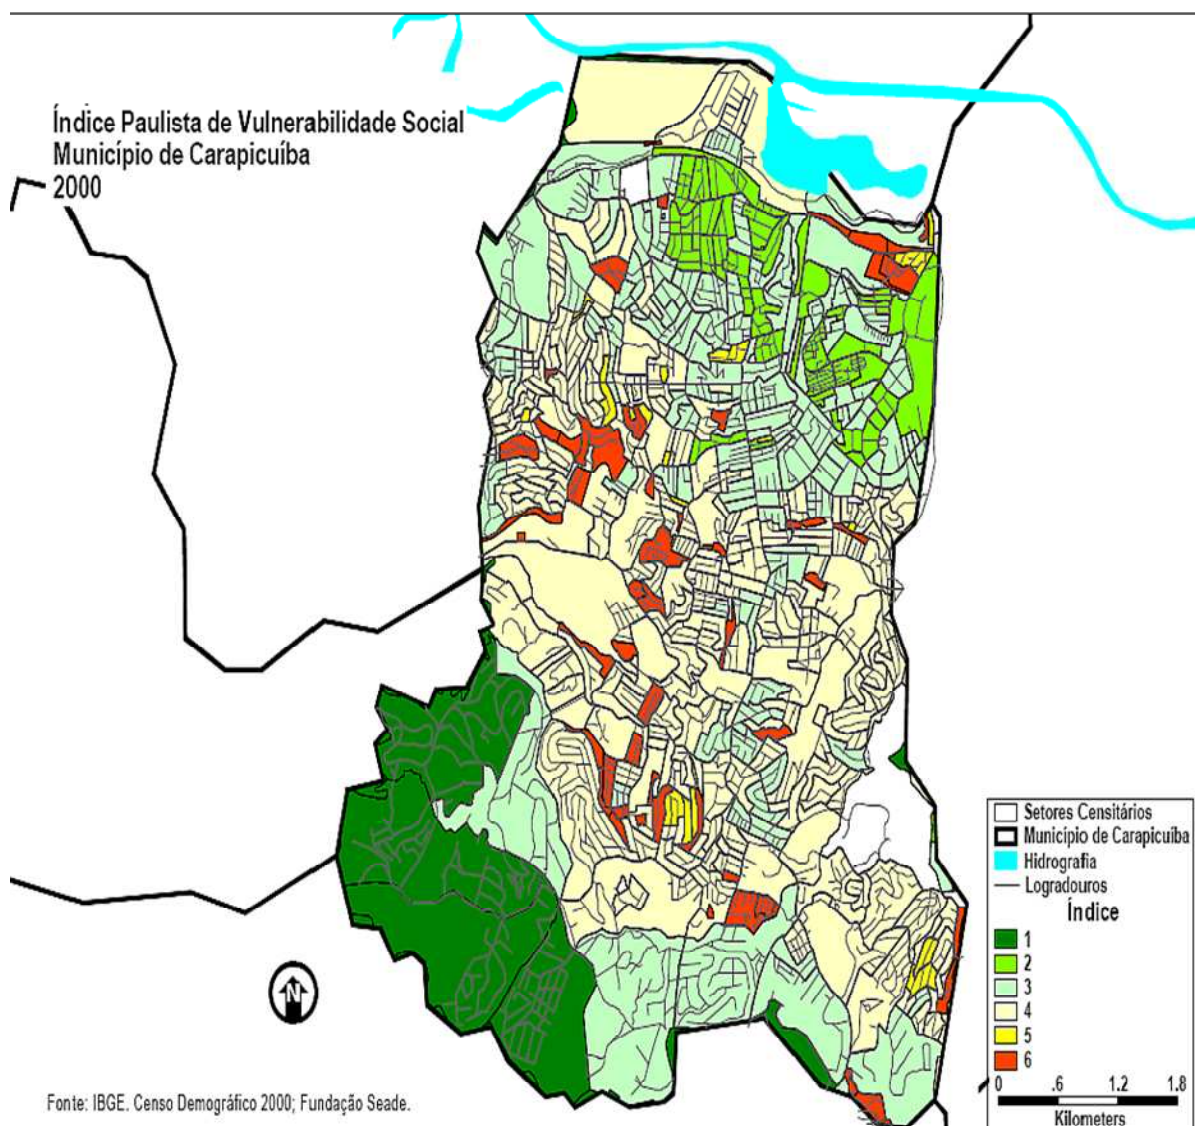 Índice Paulista de Vulnerabilidade Social
Município de Carapicuíba
2000
Setores Censitários
Município de Carapicuíba
Hidrografia
Logradouros
Índice
1
2
3
4
5
6
0 .6 1.2 1.8
Kilometers
N
Fonte: IBGE. Censo Demográfico 2000; Fundação Seade.